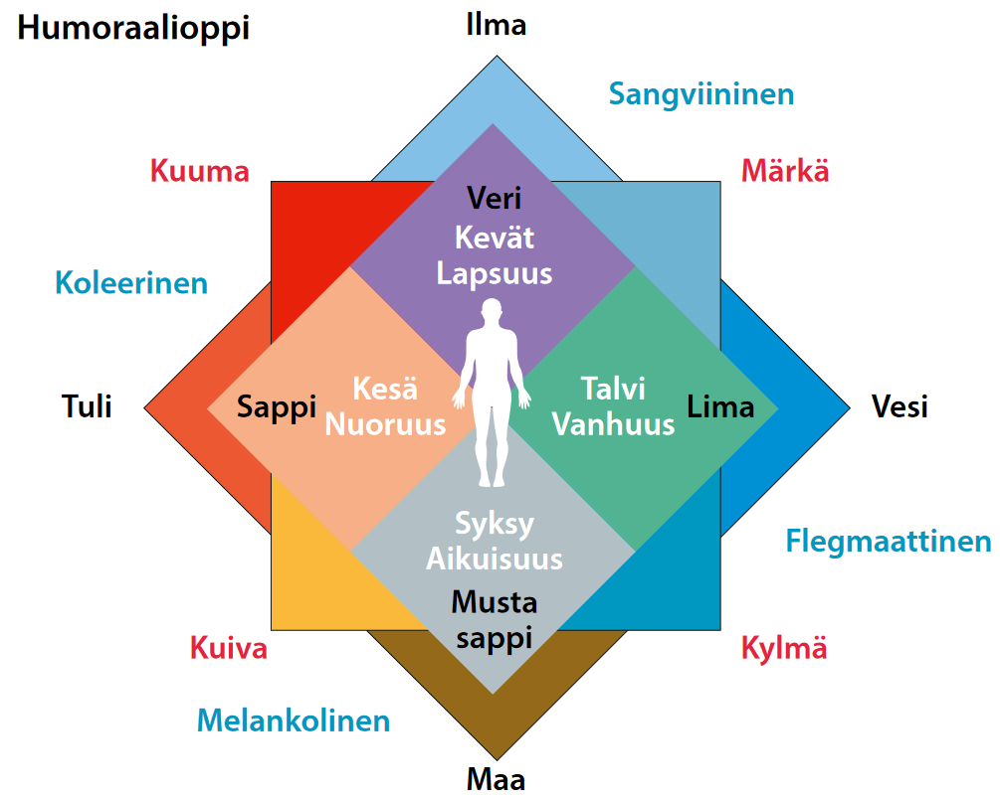 Humoraalioppi
Ilma
Sangviininen
Kuuma
Märkä
Veri
Kevät
Lapsuus
Koleerinen
Tuli
Sappi
Kesä
Nuoruus
Talvi
Vanhuus
Lima
Vesi
Syksy
Aikuisuus
Musta
sappi
Flegmaattinen
Kuiva
Kylmä
Melankolinen
Maa